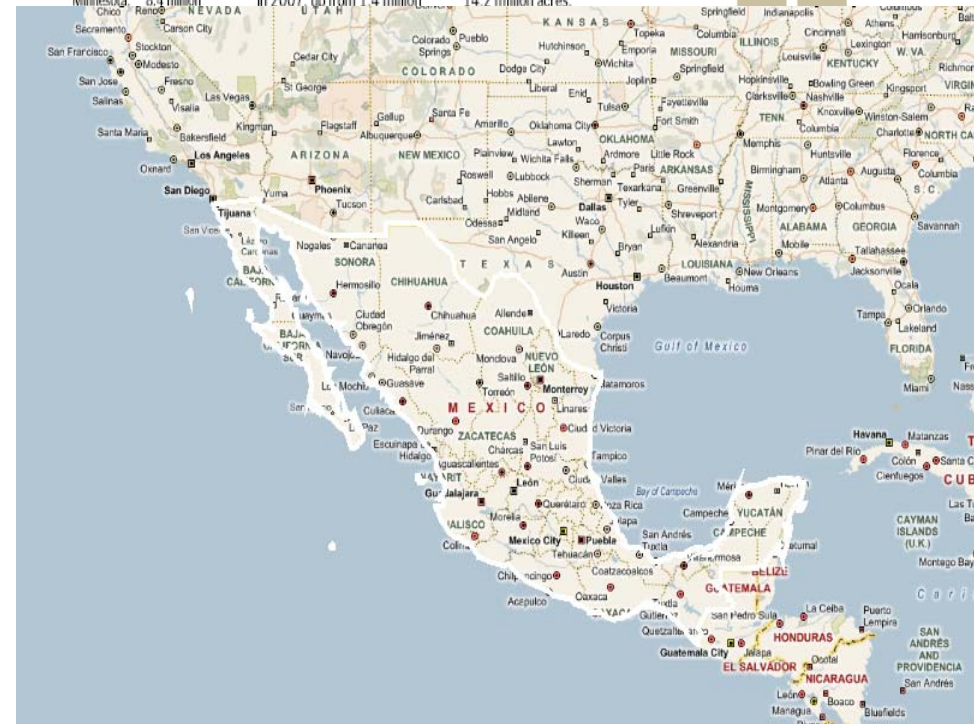 Minnesota. 8.4 million in 2007, up from 1.4 million 14.2 million acres.
Chico Reno NEVADA UTAH Springfield Indianapolis Columbus
Sacramento Carson City KANSAS Topeka Columbia ILLINOIS Cincinnati Athens
San Francisco Stockton Cedar City Colorado Springs Pueblo Hutchinson Emporia MISSOURI Louisville Lexington Harrisonburg
Modesto COLORADO Dodge City Wichita Springfield KENTUCKY W. VA.
San Jose Fresno St George Liberal Joplin Hopkinsville Bowling Green Kingsport
Salinas Visalia Las Vegas Enid Tulsa Fayetteville Clarksville Nashville Knoxville Winston-Salem
Santa Maria Bakersfield Kingman Flagstaff Gallup Santa Fe Albuquerque Amarillo Oklahoma City Fort Smith TENN Columbia Charlotte NORTH CA
Oxnard Los Angeles ARIZONA NEW MEXICO Plainview Lawton Wichita Falls OKLAHOMA Ardmore Little Rock Memphis Huntsville Florence
San Diego Yuma Phoenix Roswell Lubbock Sherman Paris ARKANSAS Birmingham Atlanta Augusta Columbia
Tijuana Tucson Carlsbad Hobbs Abilene Dallas Texarkana Greenville MISSISSIPPI S. C.
Odessa Midland Waco Tyler Shreveport Montgomery Columbus
Nogales Cananea San Angelo Killeen Lufkin ALABAMA GEORGIA Savannah
SONORA TEXAS Bryan Alexandria Mobile Tallahassee
BAJA CHIHUAHUA Austin LOUISIANA New Orleans Jacksonville
Hermosillo Houston Beaumont Houma Ocala
Ciudad Obregón Chihuahua Allende Victoria Tampa Orlando
BAJA Jiménez COAHUILA Laredo Corpus Christi Gulf of Mexico Lakeland
SUR Navojoa Hidalgo del Parral Monclova NUEVO LEÓN FLORIDA
Guasave Saltillo Torreón Monterrey Miami
MEXICO Linares Havana Matanzas
Durango ZACATECAS Ciudad Victoria Pinar del Río Colón
Escuinapa Hidalgo Charcas San Luis Potosí Tampico Cienfuegos
Aguascalientes León Valles Mérida
Guadalajara Querétaro Bay of Campeche YUCATÁN CAYMAN ISLANDS (U.K.)
JALISCO Morelia San Andrés Tuxtla Campeche CAMPECHE
Mexico City Puebla Montego Bay
Tehuacán Coatzacoalcos BELIZE
Oaxaca GUATEMALA
Acapulco San Pedro Sula La Ceiba Puerto Lempira
HONDURAS SAN ANDRÉS AND PROVIDENCIA
Guatemala City Jalapa
EL SALVADOR Ocotal San Andrés
NICARAGUA
León Boaco
Managua Bluefields